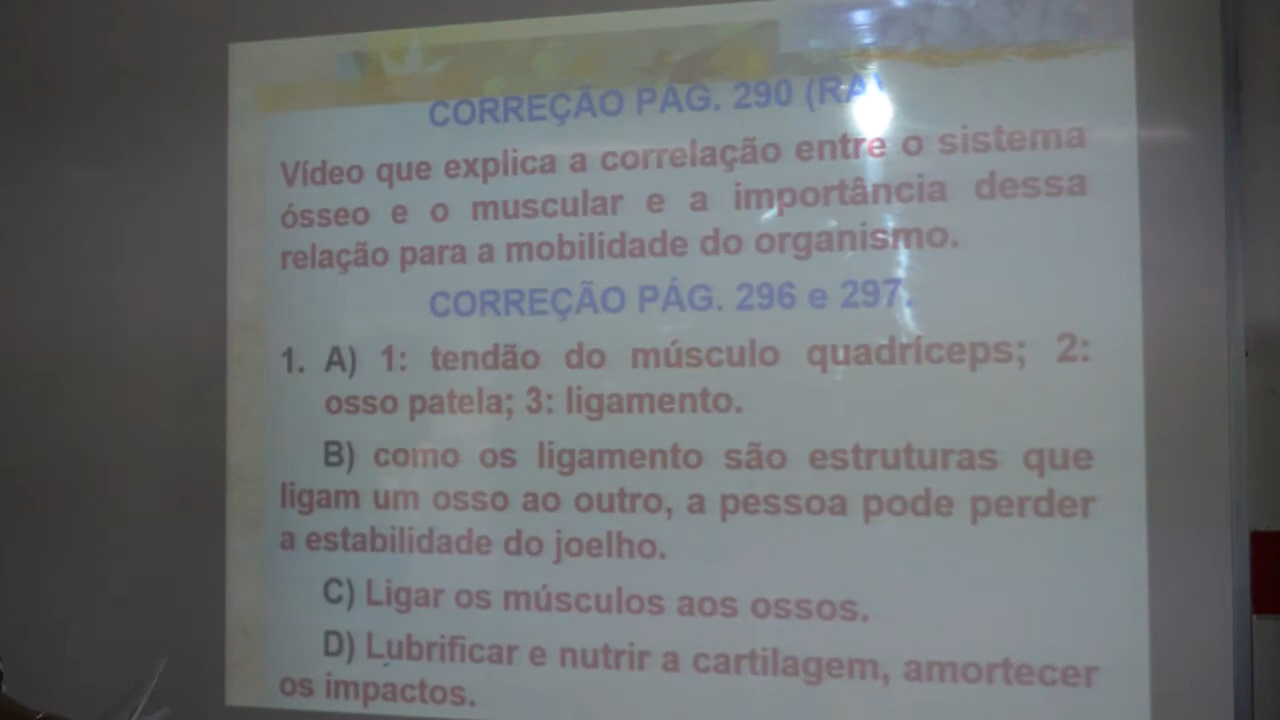 CORREÇÃO PÁG. 290 (RA)
Vídeo que explica a correlação entre o sistema
ósseo e o muscular e a importância dessa
relação para a mobilidade do organismo.
CORREÇÃO PÁG. 296 e 297.
1. A) 1: tendão do músculo quadríceps; 2:
osso patela; 3: ligamento.
B) como os ligamento são estruturas que
ligam um osso ao outro, a pessoa pode perder
a estabilidade do joelho.
C) Ligar os músculos aos ossos.
D) Lubrificar e nutrir a cartilagem, amortecer
os impactos.